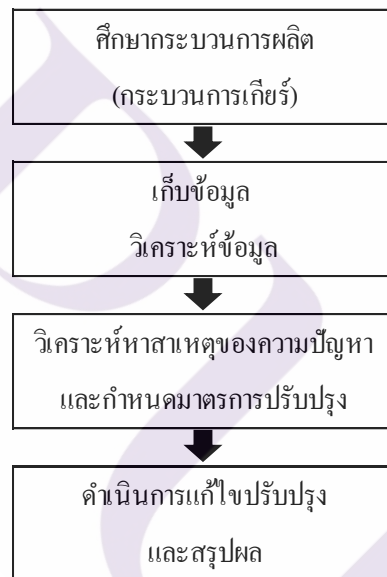 ศึกษากระบวนการผลิต
(กระบวนการเกียร์)
เก็บข้อมูล
วิเคราะห์ข้อมูล
วิเคราะห์หาสาเหตุของความปัญหา
และกำหนดมาตรการปรับปรุง
ดำเนินการแก้ไขปรับปรุง
และสรุปผล